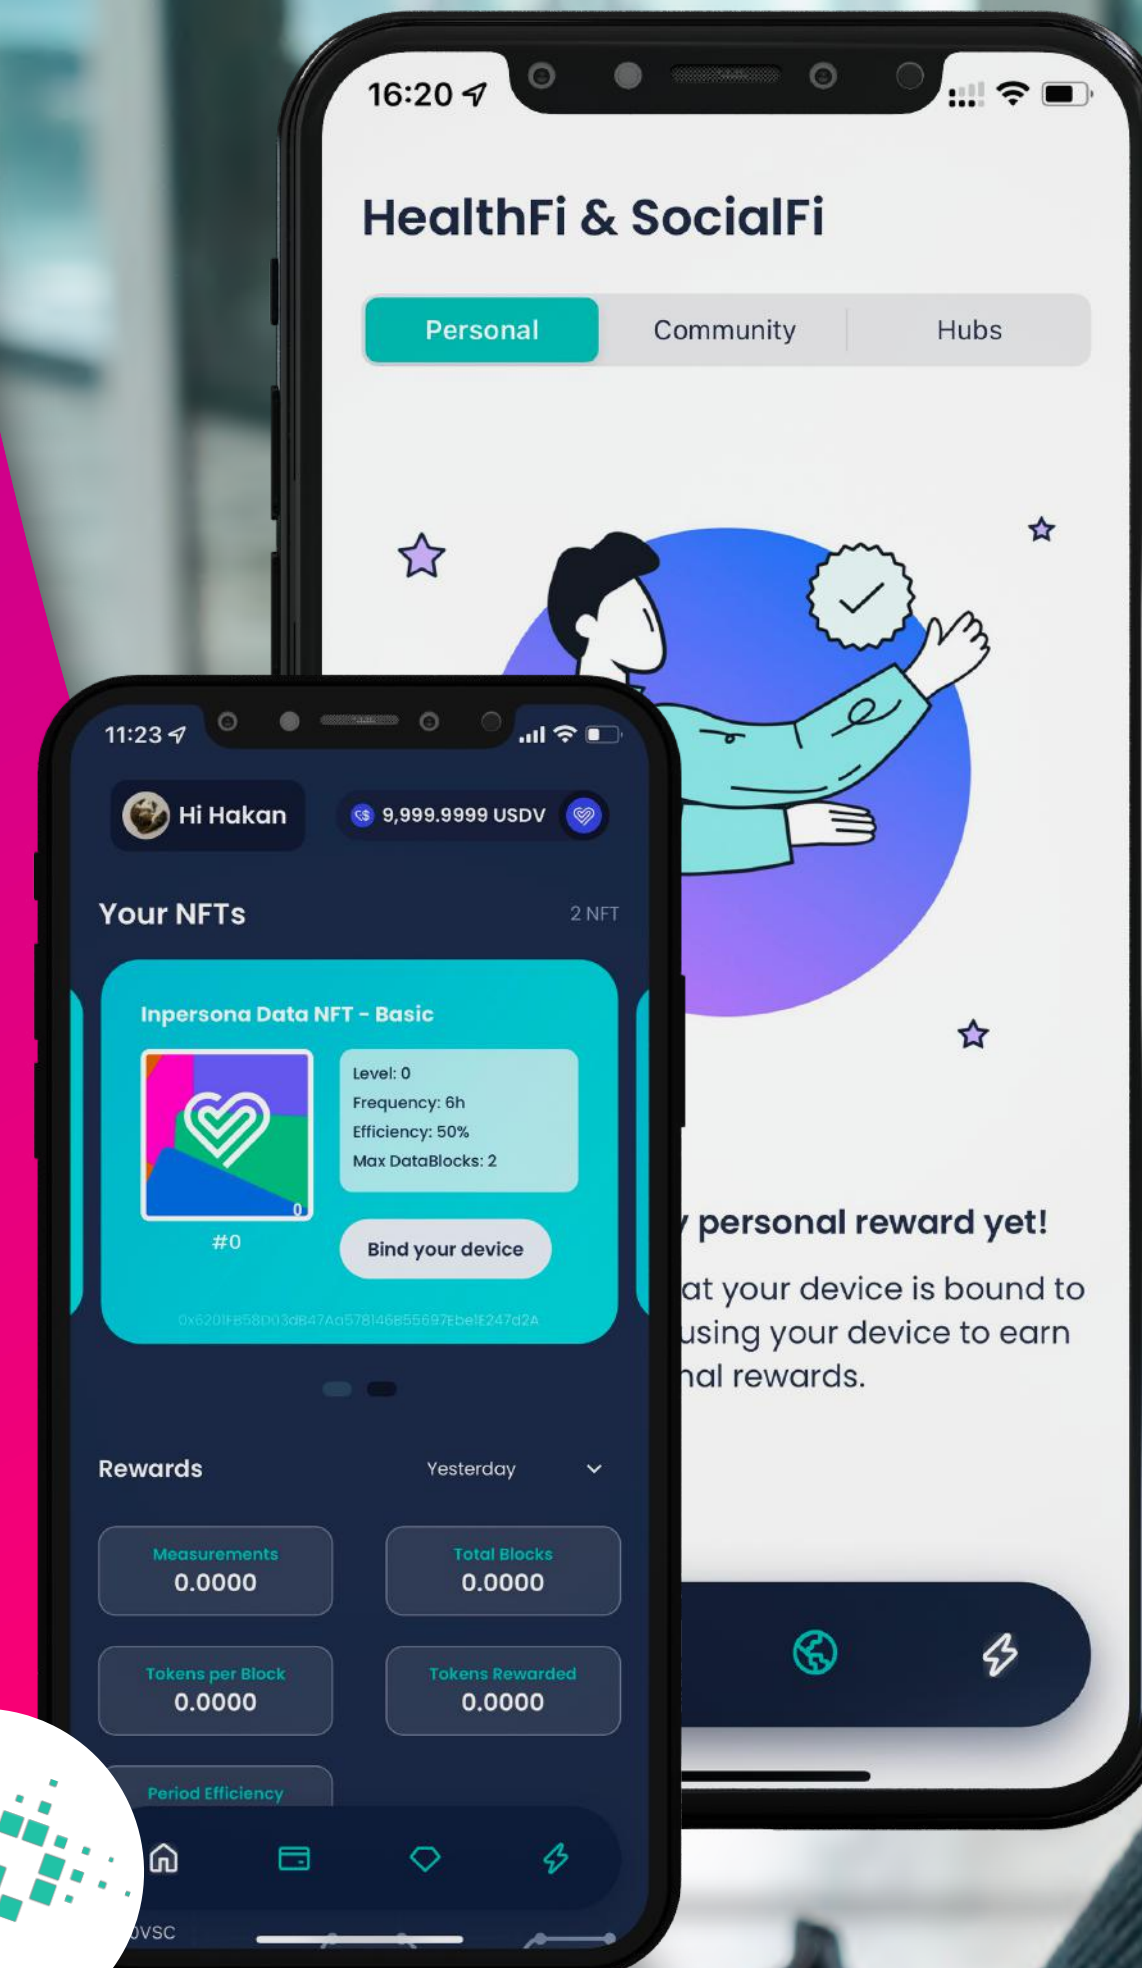 16:20
HealthFi & SocialFi
Personal
Community
Hubs
personal reward yet!
at your device is bound to
using your device to earn
rewards.
11:23
Hi Hakan
9,999.9999 USDV
Your NFTs
2 NFT
Inpersona Data NFT - Basic
Level: 0
Frequency: 6h
Efficiency: 50%
Max DataBlocks: 2
0
#0
Bind your device
Rewards
Yesterday
Measurements
0.0000
Total Blocks
0.0000
Tokens per Block
0.0000
Tokens Rewarded
0.0000
Period Efficiency